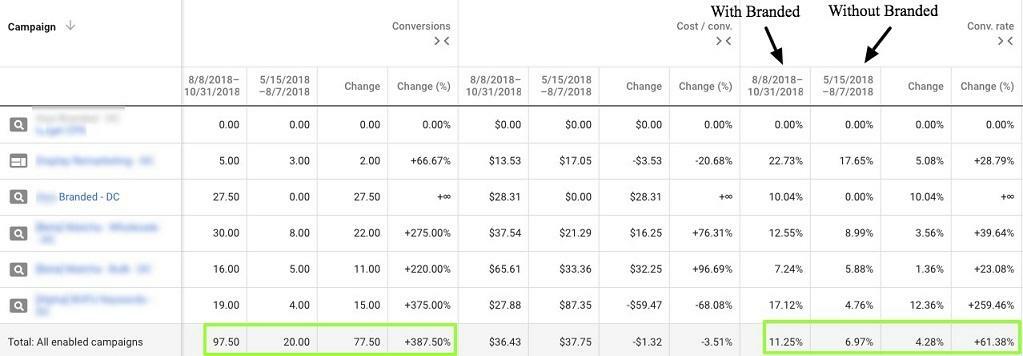 With Branded Without Branded
Campaign Conversions Cost / conv. Conv. rate
8/8/2018– 5/15/2018 Change Change (%) 8/8/2018– 5/15/2018 Change Change (%) 8/8/2018– 5/15/2018 Change Change (%)
10/31/2018 –8/7/2018 10/31/2018 –8/7/2018 10/31/2018 –8/7/2018
0.00 0.00 0.00 0.00% $0.00 $0.00 $0.00 0.00% 0.00% 0.00% 0.00% 0.00%
5.00 3.00 2.00 +66.67% $13.53 $17.05 -$3.53 -20.68% 22.73% 17.65% 5.08% +28.79%
Branded - DC 27.50 0.00 27.50 +∞ $28.31 $0.00 $28.31 +∞ 10.04% 0.00% 10.04% +∞
30.00 8.00 22.00 +275.00% $37.54 $21.29 $16.25 +76.31% 12.55% 8.99% 3.56% +39.64%
16.00 5.00 11.00 +220.00% $65.61 $33.36 $32.25 +96.69% 7.24% 5.88% 1.36% +23.08%
19.00 4.00 15.00 +375.00% $27.88 $87.35 -$59.47 -68.08% 17.12% 4.76% 12.36% +259.46%
Total: All enabled campaigns 97.50 20.00 77.50 +387.50% $36.43 $37.75 -$1.32 -3.51% 11.25% 6.97% 4.28% +61.38%